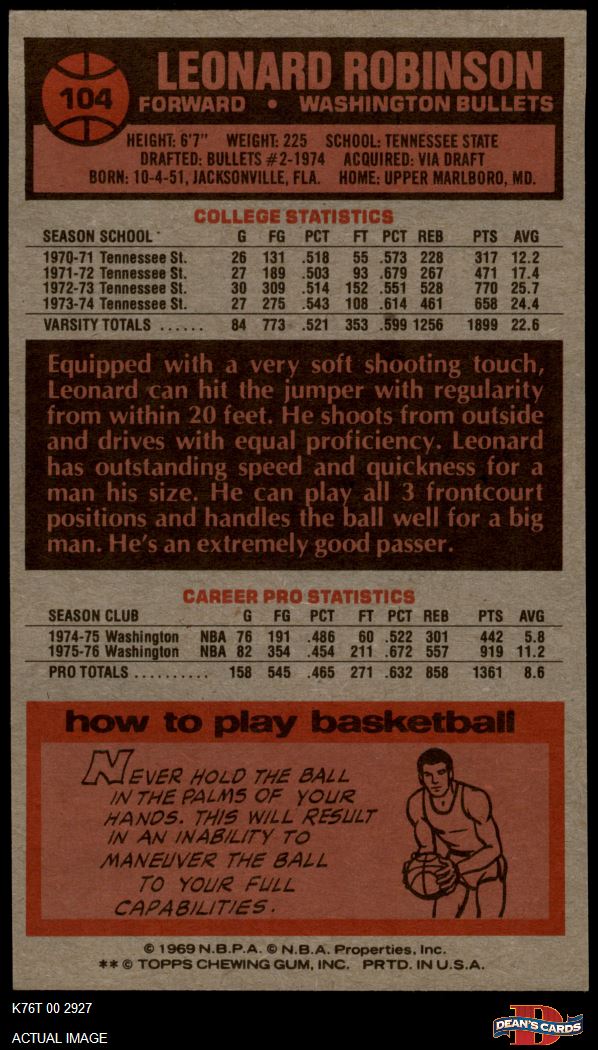 104
LEONARD ROBINSON
FORWARD • WASHINGTON BULLETS
HEIGHT: 6'7" WEIGHT: 225 SCHOOL: TENNESSEE STATE
DRAFTED: BULLETS #2-1974 ACQUIRED: VIA DRAFT
BORN: 10-4-51, JACKSONVILLE, FLA. HOME: UPPER MARLBORO, MD.
COLLEGE STATISTICS
SEASON SCHOOL G FG PCT FT PCT REB PTS AVG
1970-71 Tennessee St. 26 131 .518 55 .573 228 317 12.2
1971-72 Tennessee St. 27 189 .503 93 .679 267 471 17.4
1972-73 Tennessee St. 30 309 .514 152 .551 528 770 25.7
1973-74 Tennessee St. 27 275 .543 108 .614 461 658 24.4
VARSITY TOTALS ...... 84 773 .521 353 .599 1256 1899 22.6
Equipped with a very soft shooting touch,
Leonard can hit the jumper with regularity
from within 20 feet. He shoots from outside
and drives with equal proficiency. Leonard
has outstanding speed and quickness for a
man his size. He can play all 3 frontcourt
positions and handles the ball well for a big
man. He's an extremely good passer.
CAREER PRO STATISTICS
SEASON CLUB G FG PCT FT PCT REB PTS AVG
1974-75 Washington NBA 76 191 .486 60 .522 301 442 5.8
1975-76 Washington NBA 82 354 .454 211 .672 557 919 11.2
PRO TOTALS .......... 158 545 .465 271 .632 858 1361 8.6
how to play basketball
NEVER HOLD THE BALL
IN THE PALMS OF YOUR
HANDS. THIS WILL RESULT
IN AN INABILITY TO
MANEUVER THE BALL
TO YOUR FULL
CAPABILITIES.
© 1969 N.B.P.A. © N.B.A. Properties, Inc.
** © TOPPS CHEWING GUM, INC. PRTD. IN U.S.A.
K76T 00 2927
ACTUAL IMAGE
D
DEAN'S CARDS